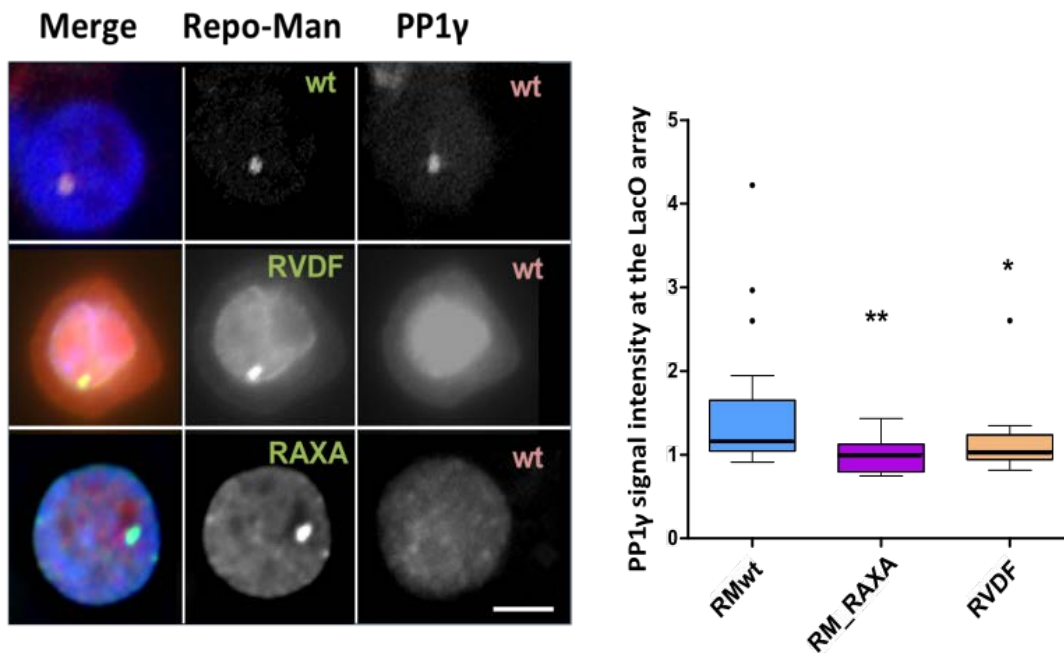 Merge Repo-Man PP1γ
wt wt
RVDF wt
RAXA wt
PP1γ signal intensity at the LacO array
5
4
3
2
1
0
**
*
RMwt
RM_RAXA
RVDF